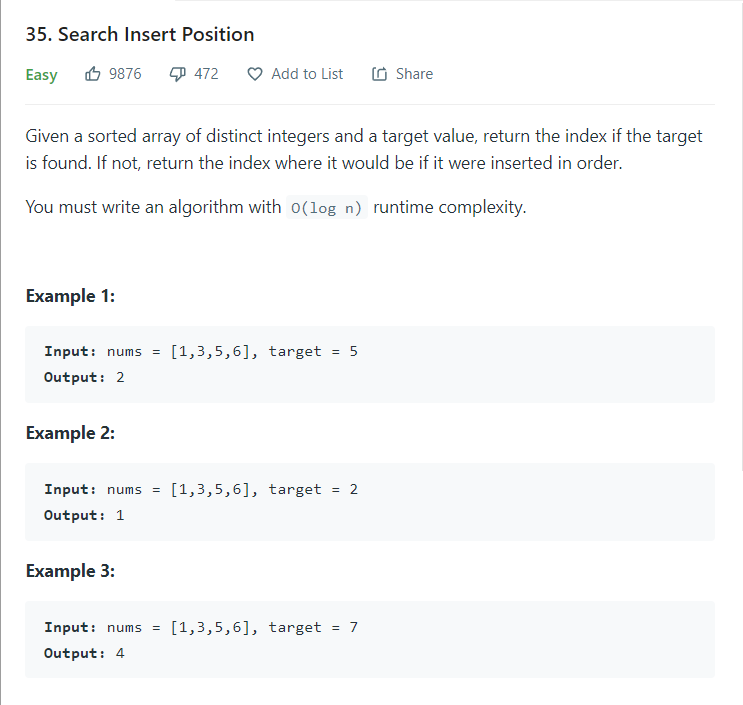 35. Search Insert Position
Easy 9876 472 Add to List Share
Given a sorted array of distinct integers and a target value, return the index if the target
is found. If not, return the index where it would be if it were inserted in order.
You must write an algorithm with O(log n) runtime complexity.
Example 1:
Input: nums = [1,3,5,6], target = 5
Output: 2
Example 2:
Input: nums = [1,3,5,6], target = 2
Output: 1
Example 3:
Input: nums = [1,3,5,6], target = 7
Output: 4